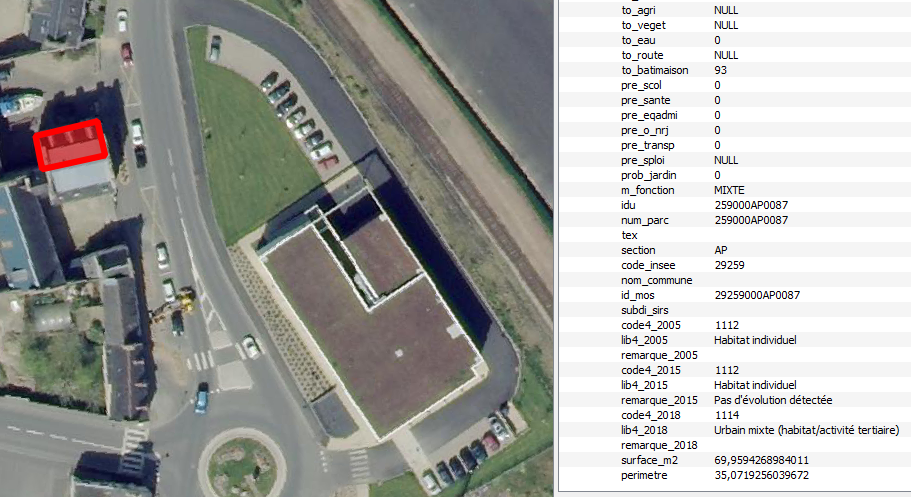 to_agri NULL
to_veget NULL
to_eau 0
to_route NULL
to_batimaison 93
pre_scol 0
pre_sante 0
pre_eqadmi 0
pre_o_nrj 0
pre_transp 0
pre_sploi NULL
prob_jardin 0
m_fonction MIXTE
idu 259000AP0087
num_parc 259000AP0087
tex
section AP
code_insee 29259
nom_commune
id_mos 29259000AP0087
subdi_sirs
code4_2005 1112
lib4_2005 Habitat individuel
remarque_2005
code4_2015 1112
lib4_2015 Habitat individuel
remarque_2015 Pas d'évolution détectée
code4_2018 1114
lib4_2018 Urbain mixte (habitat/activité tertiaire)
remarque_2018
surface_m2 69,9594268984011
perimetre 35,0719256039672